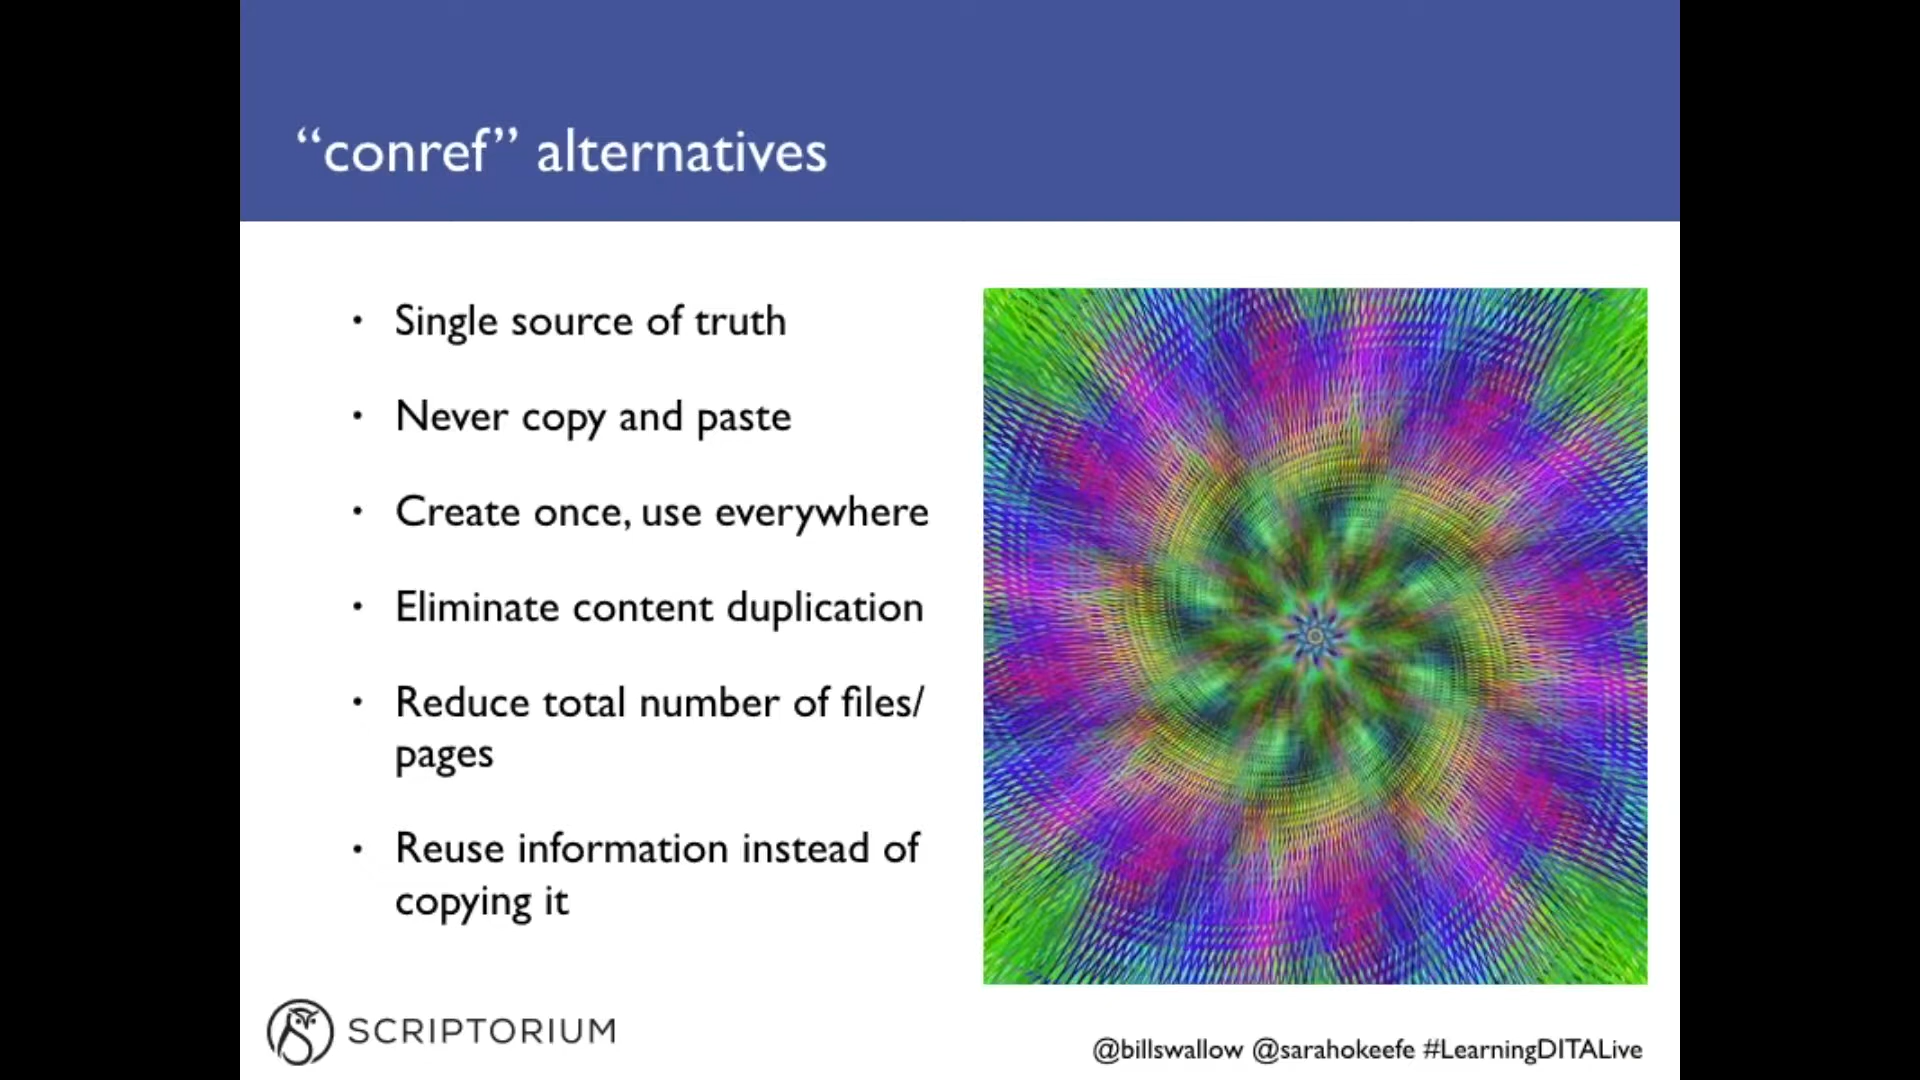 “conref” alternatives
• Single source of truth
• Never copy and paste
• Create once, use everywhere
• Eliminate content duplication
• Reduce total number of files/
pages
• Reuse information instead of
copying it
SCRIPTORIUM
@billswallow @sarahokeefe #LearningDITALive